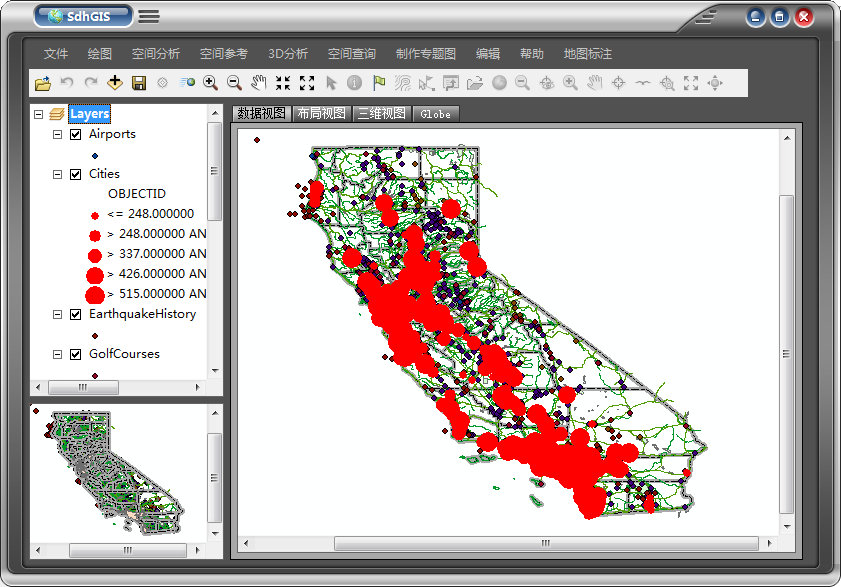 SdhGIS
文件 绘图 空间分析 空间参考 3D分析 空间查询 制作专题图 编辑 帮助 地图标注
Layers
Airports
Cities
OBJECTID
<= 248.000000
> 248.000000 AN
> 337.000000 AN
> 426.000000 AN
> 515.000000 AN
EarthquakeHistory
GolfCourses
数据视图 布局视图 三维视图 Globe